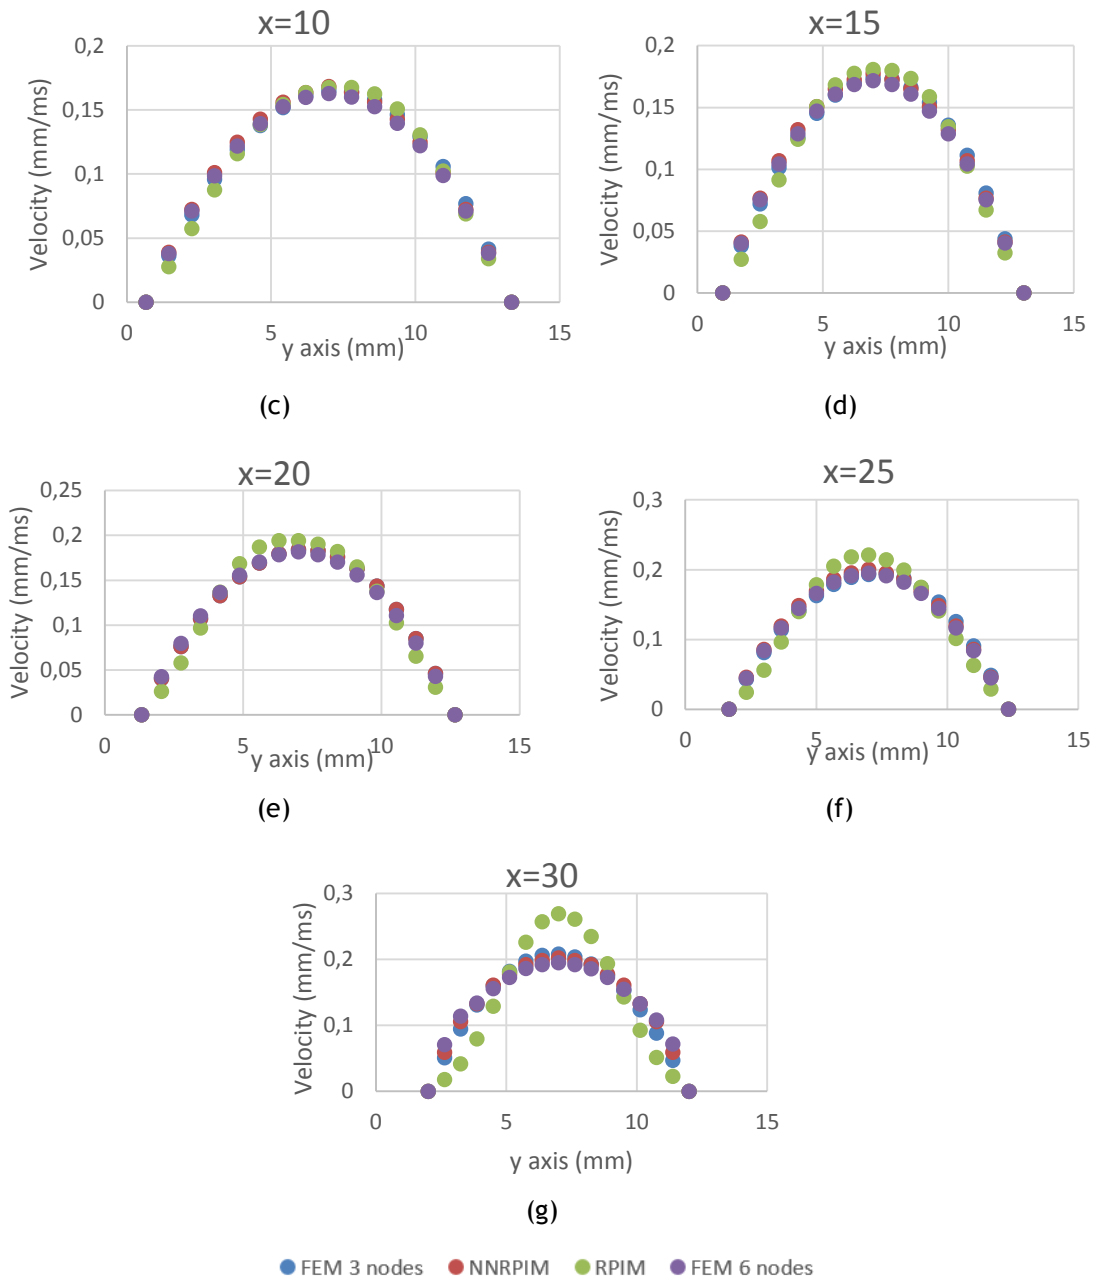 x=10
Velocity (mm/ms)
0,2
0,15
0,1
0,05
0
0 5 10 15
y axis (mm)
(c)
x=15
Velocity (mm/ms)
0,2
0,15
0,1
0,05
0
0 5 10 15
y axis (mm)
(d)
x=20
Velocity (mm/ms)
0,25
0,2
0,15
0,1
0,05
0
0 5 10 15
y axis (mm)
(e)
x=25
Velocity (mm/ms)
0,3
0,2
0,1
0
0 5 10 15
y axis (mm)
(f)
x=30
Velocity (mm/ms)
0,3
0,2
0,1
0
0 5 10 15
y axis (mm)
(g)
FEM 3 nodes NNRPIM RPIM FEM 6 nodes